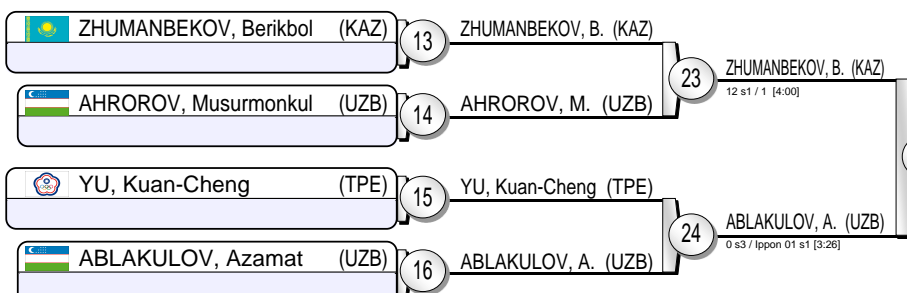 ZHUMANBEKOV, Berikbol (KAZ)
13
ZHUMANBEKOV, B. (KAZ)
23
ZHUMANBEKOV, B. (KAZ)
12 s1 / 1 [4:00]
AHROROV, Musurmonkul (UZB)
14
AHROROV, M. (UZB)
YU, Kuan-Cheng (TPE)
15
YU, Kuan-Cheng (TPE)
24
ABLAKULOV, A. (UZB)
0 s3 / Ippon 01 s1 [3:26]
ABLAKULOV, Azamat (UZB)
16
ABLAKULOV, A. (UZB)